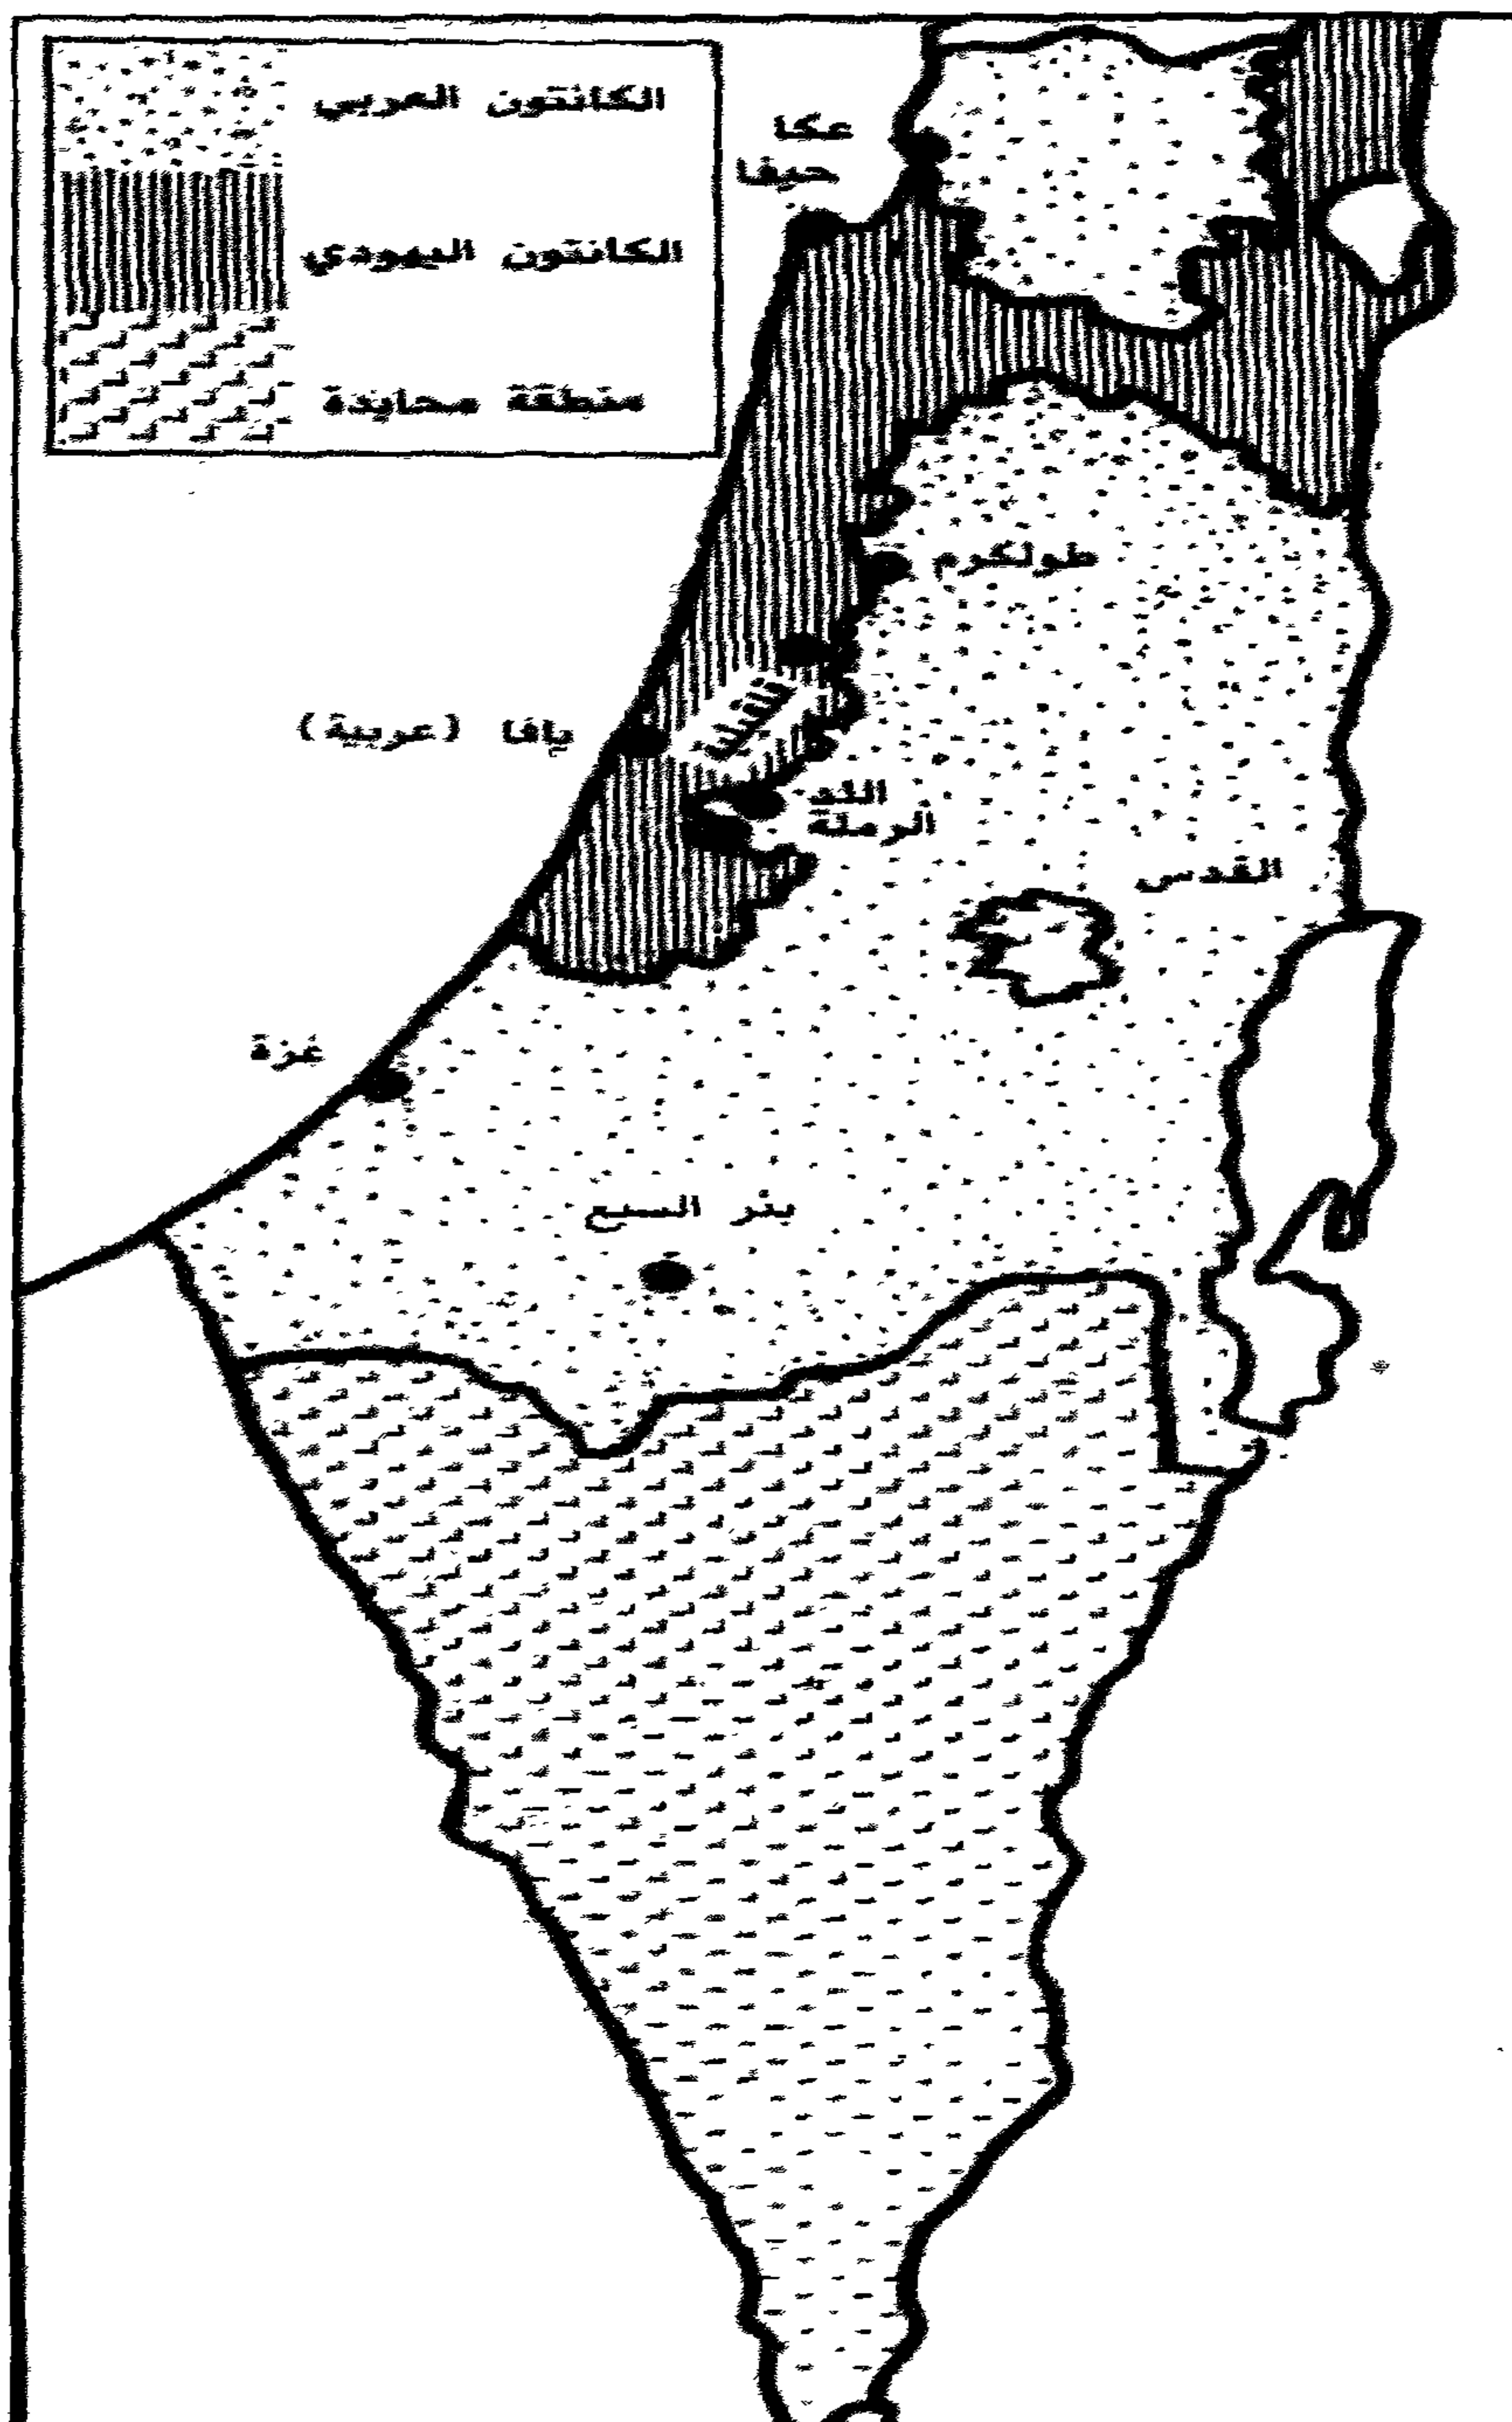 الكانتون العربي
الكانتون اليهودي
منطقة محايدة
عكا
حيفا
طولكرم
يافا (عربية)
اللد
الرملة
القدس
غزة
بئر السبع